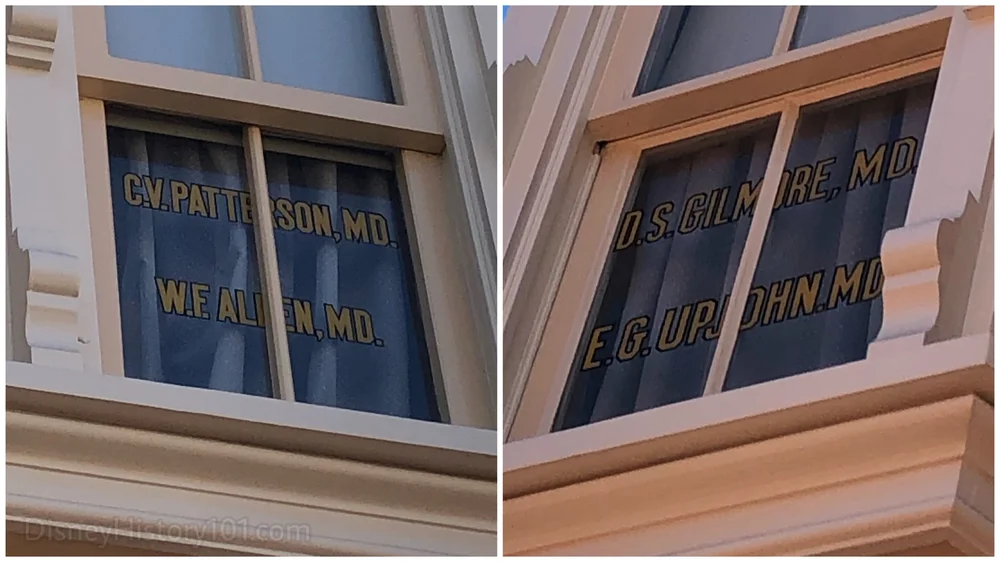 C.V. PATTERSON, MD.
W.F. ALLEN, MD.
D.S. GILMORE, MD.
E.G. UPJOHN. MD
DisneyHistory101.com